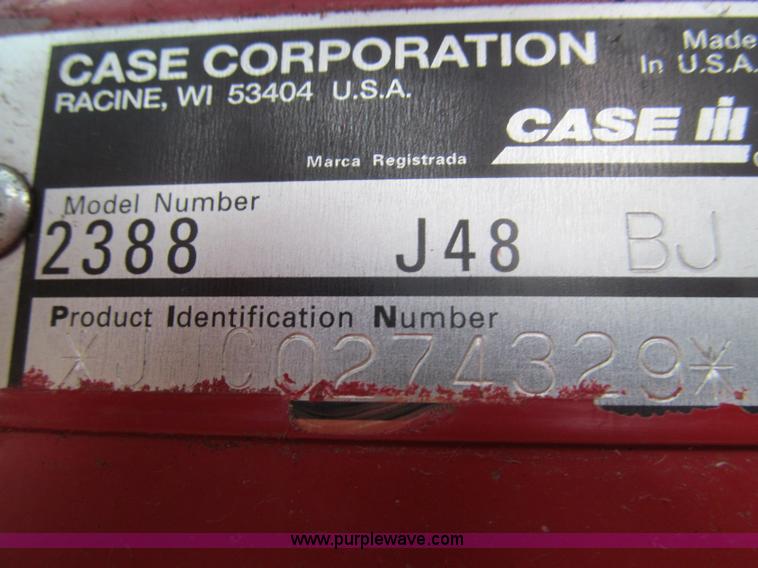 CASE CORPORATION
Made
In U.S.A.
RACINE, WI 53404 U.S.A.
CASE IH
Marca Registrada
Model Number
2388 J48 BJ
Product Identification Number
*JJC0274329*
www.purplewave.com